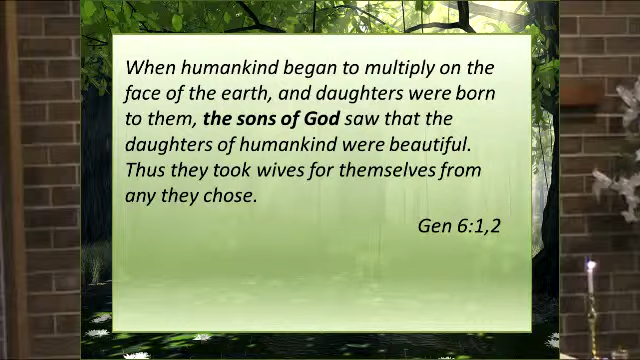 When humankind began to multiply on the
face of the earth, and daughters were born
to them, the sons of God saw that the
daughters of humankind were beautiful.
Thus they took wives for themselves from
any they chose.
Gen 6:1,2